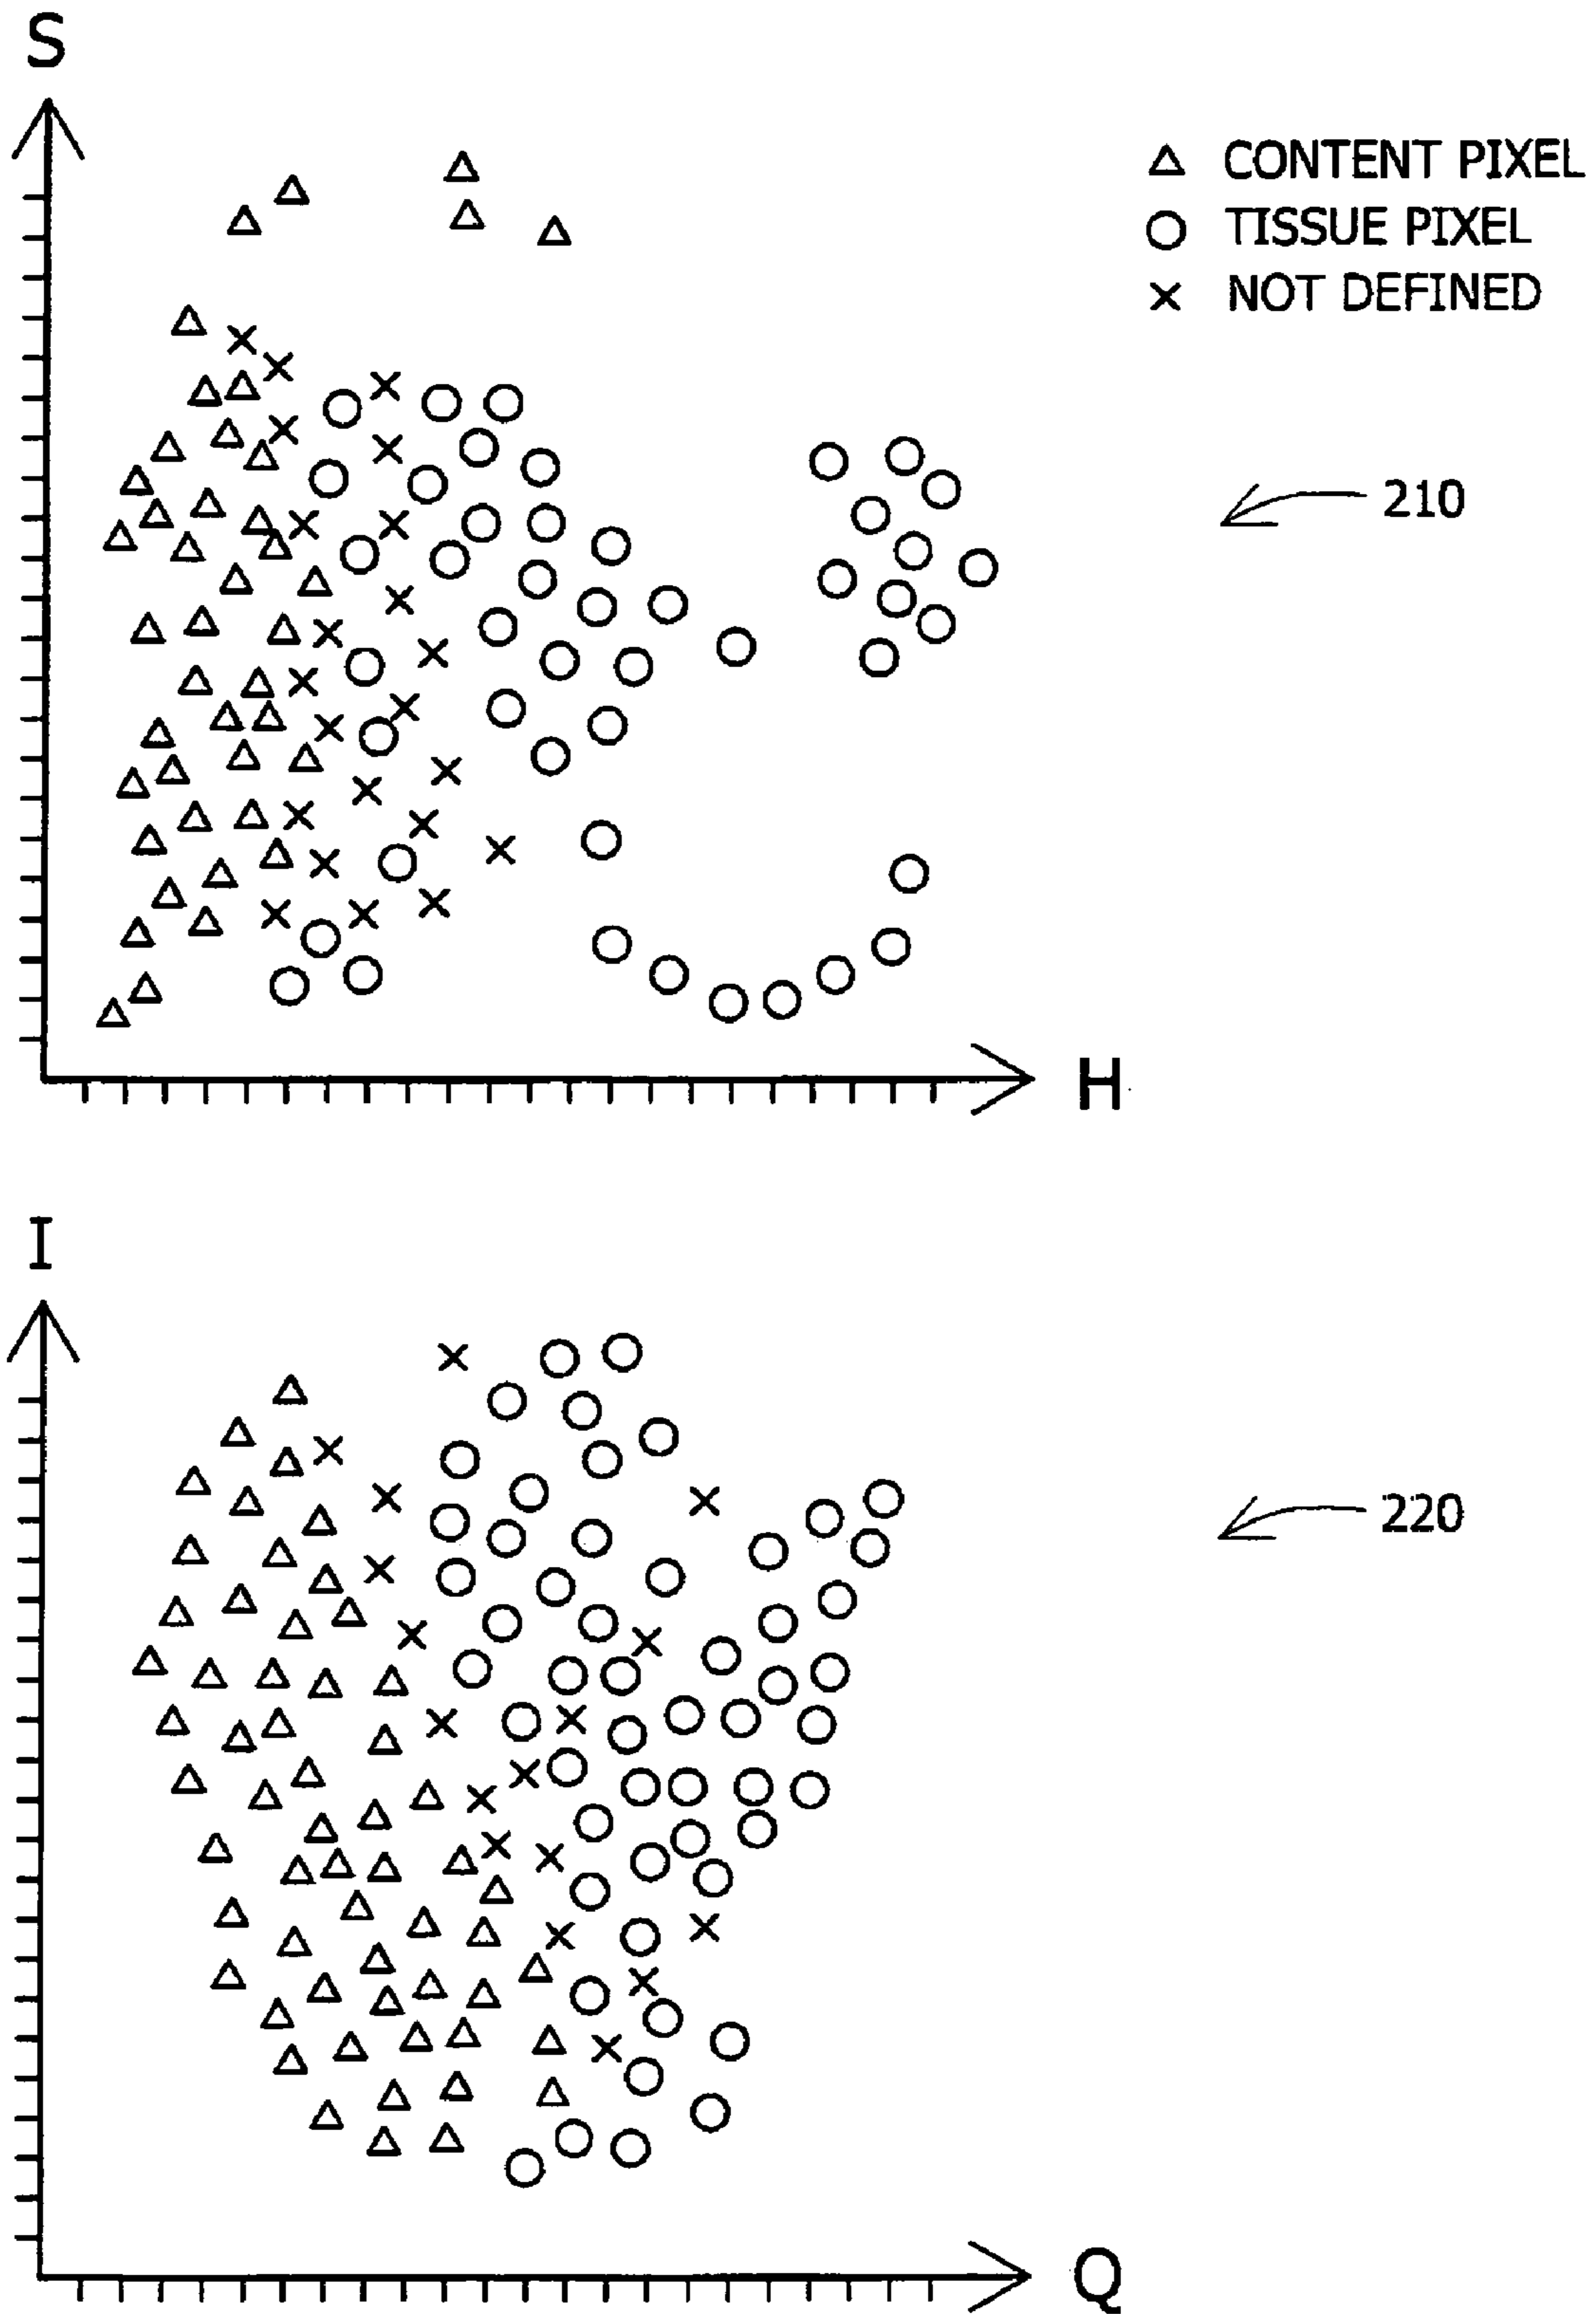 S
CONTENT PIXEL
TISSUE PIXEL
NOT DEFINED
210
H
I
220
Q